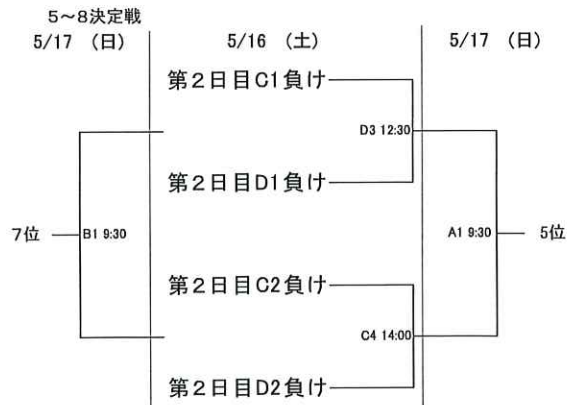 5～8決定戦
5/17 （日） 5/16 （土） 5/17 （日）
第２日目C1負け
D3 12:30
第２日目D1負け
7位 B1 9:30 A1 9:30 5位
第２日目C2負け
C4 14:00
第２日目D2負け